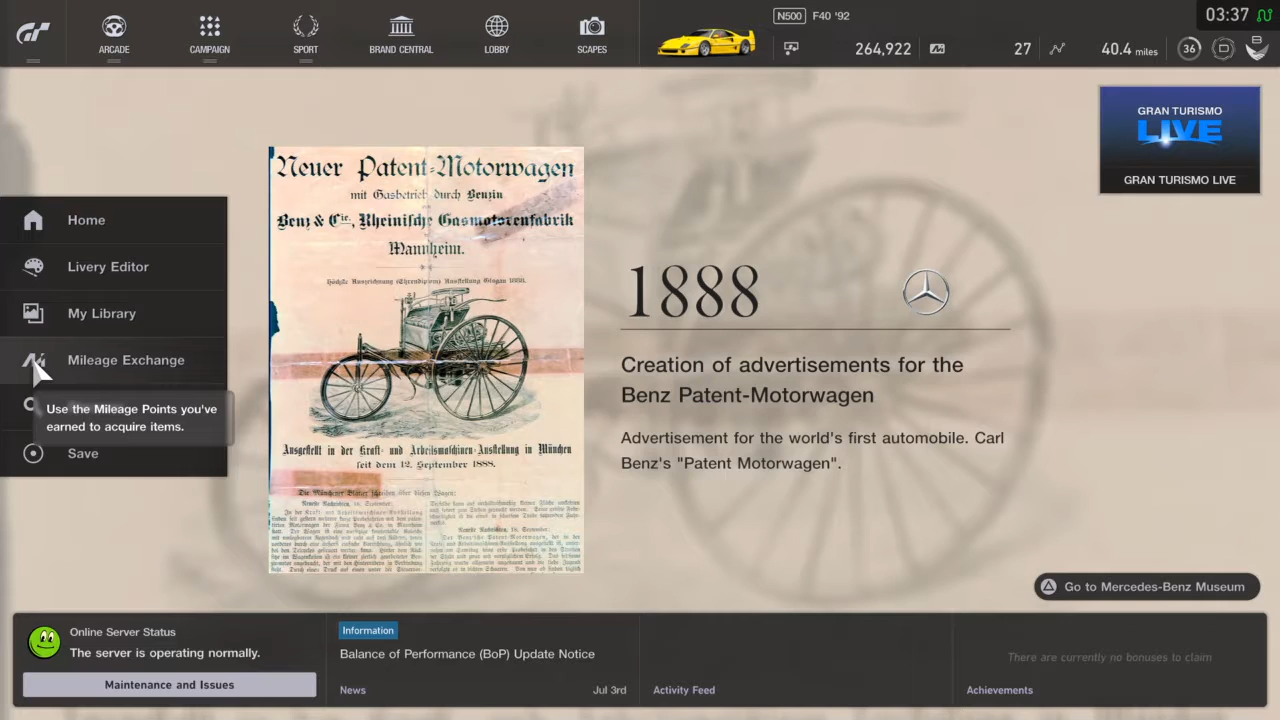 ARCADE
CAMPAIGN
SPORT
BRAND CENTRAL
LOBBY
SCAPES
N500 F40 '92
264,922
27
40.4 miles
36
03:37
GRAN TURISMO
LIVE
GRAN TURISMO LIVE
Home
Livery Editor
My Library
Mileage Exchange
Use the Mileage Points you've
earned to acquire items.
Save
Neuer Patent-Motorwagen
mit Gasbetrieb durch Benzin
Benz & Cie. Rheinische Gasmotorenfabrik
Mannheim.
Ausgestellt in der Kraft- und Arbeitsmaschinen-Ausstellung in München
seit dem 12. September 1888.
1888
Creation of advertisements for the
Benz Patent-Motorwagen
Advertisement for the world's first automobile. Carl
Benz's "Patent Motorwagen".
Go to Mercedes-Benz Museum
Online Server Status
The server is operating normally.
Maintenance and Issues
Information
Balance of Performance (BoP) Update Notice
News
Jul 3rd
Activity Feed
There are currently no bonuses to claim
Achievements